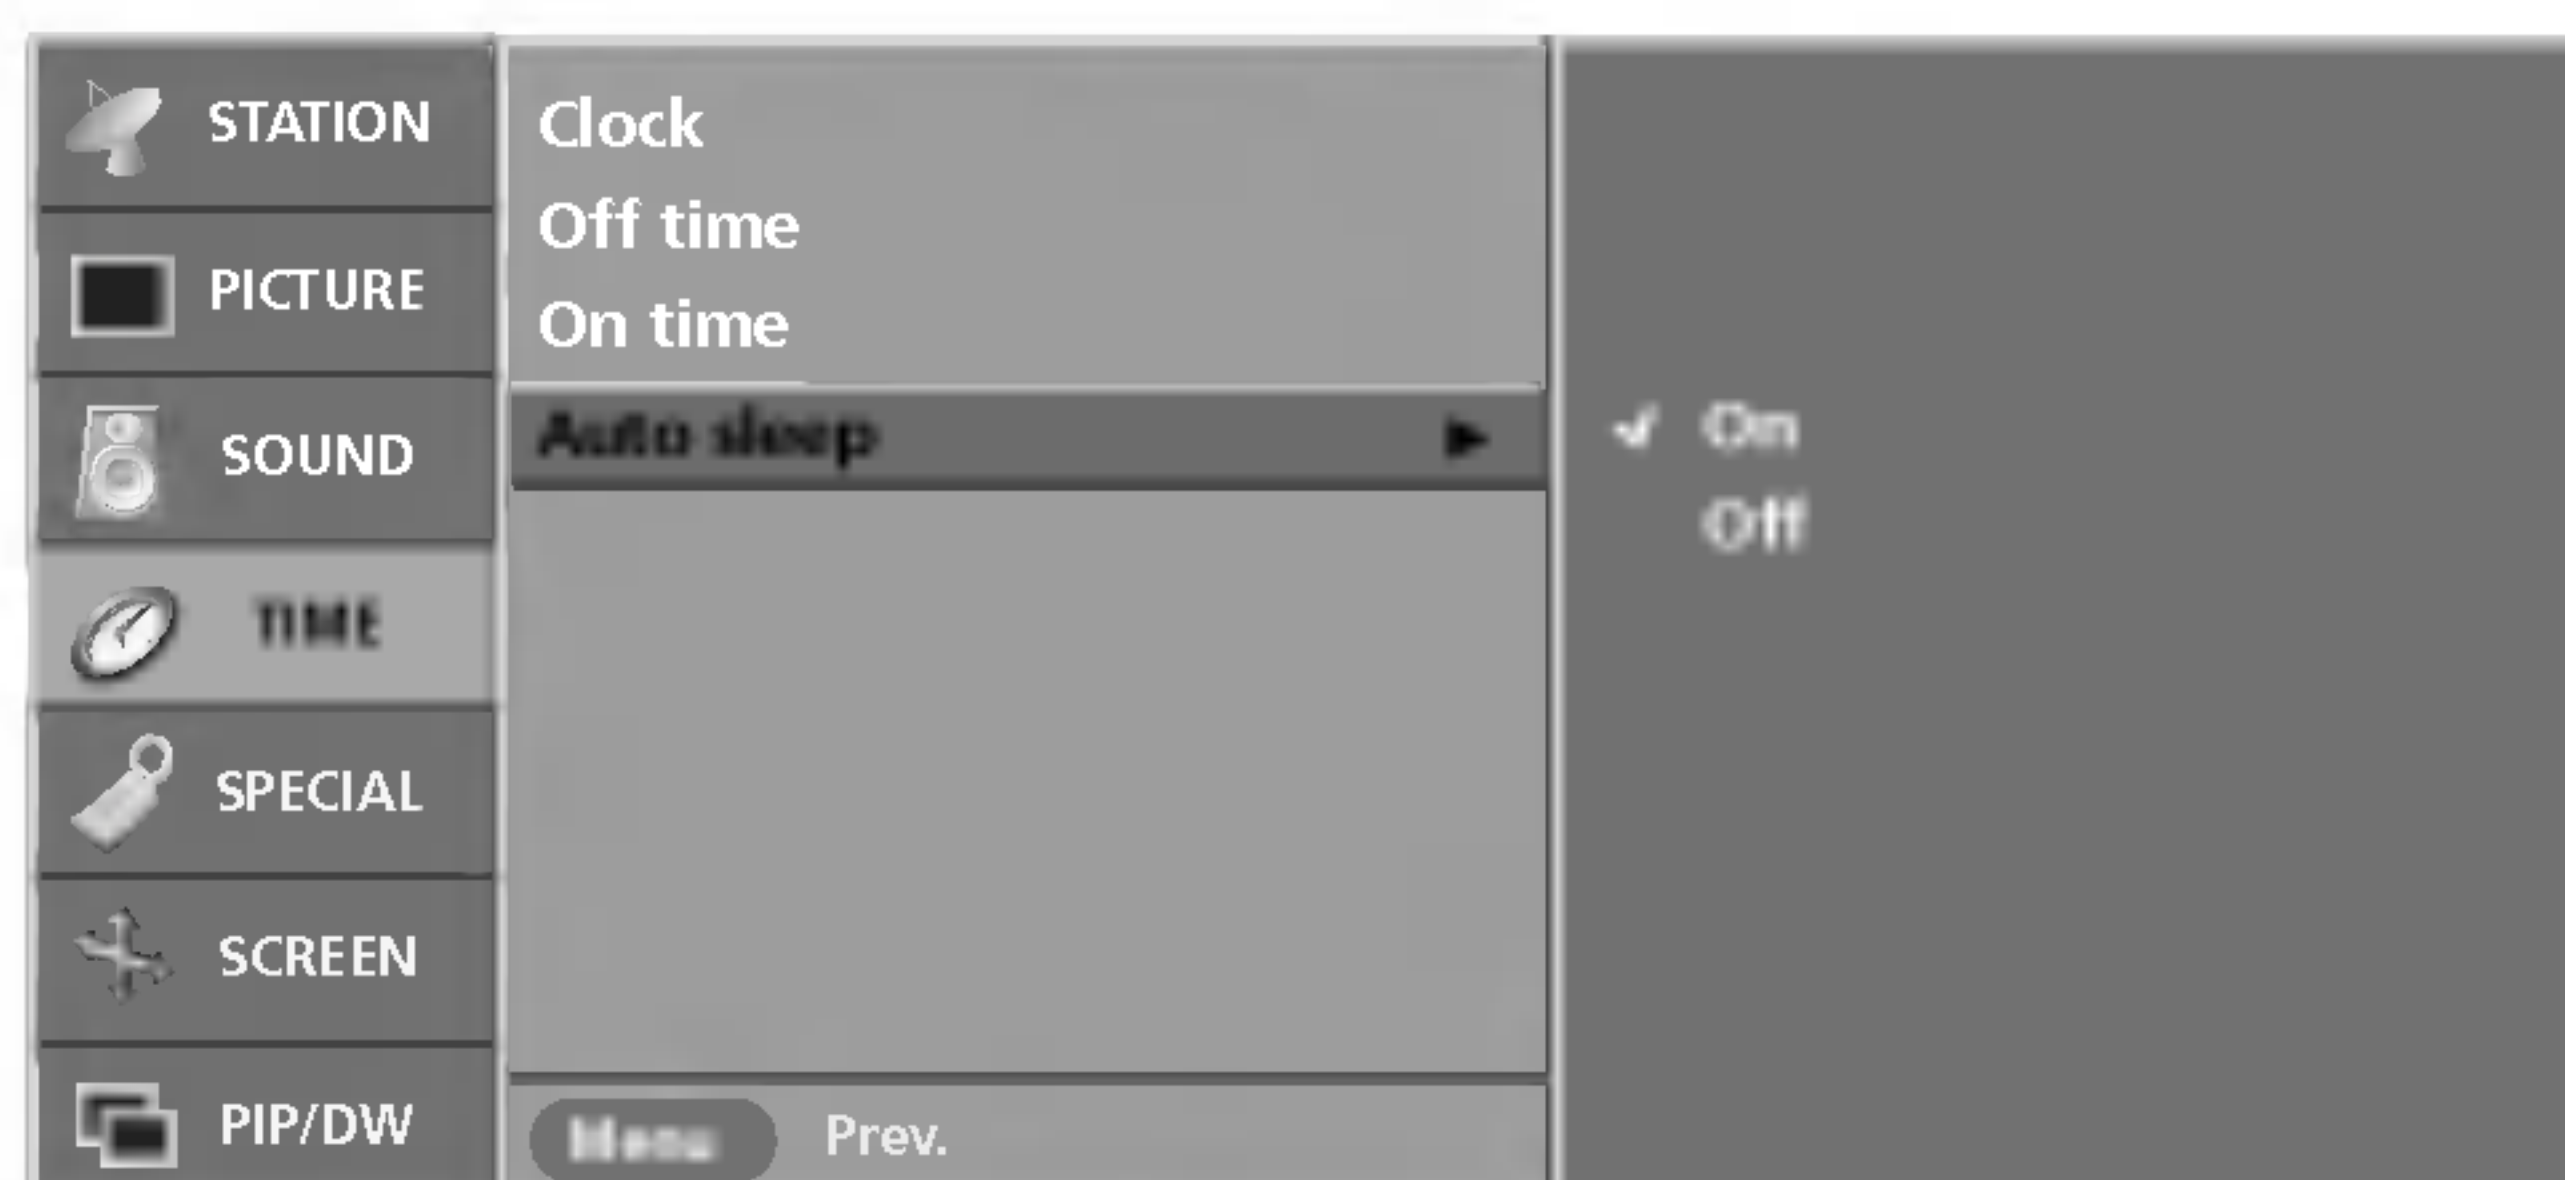 STATION
PICTURE
SOUND
TIME
SPECIAL
SCREEN
PIP/DW
Clock
Off time
On time
Auto sleep
Menu Prev.
On
Off